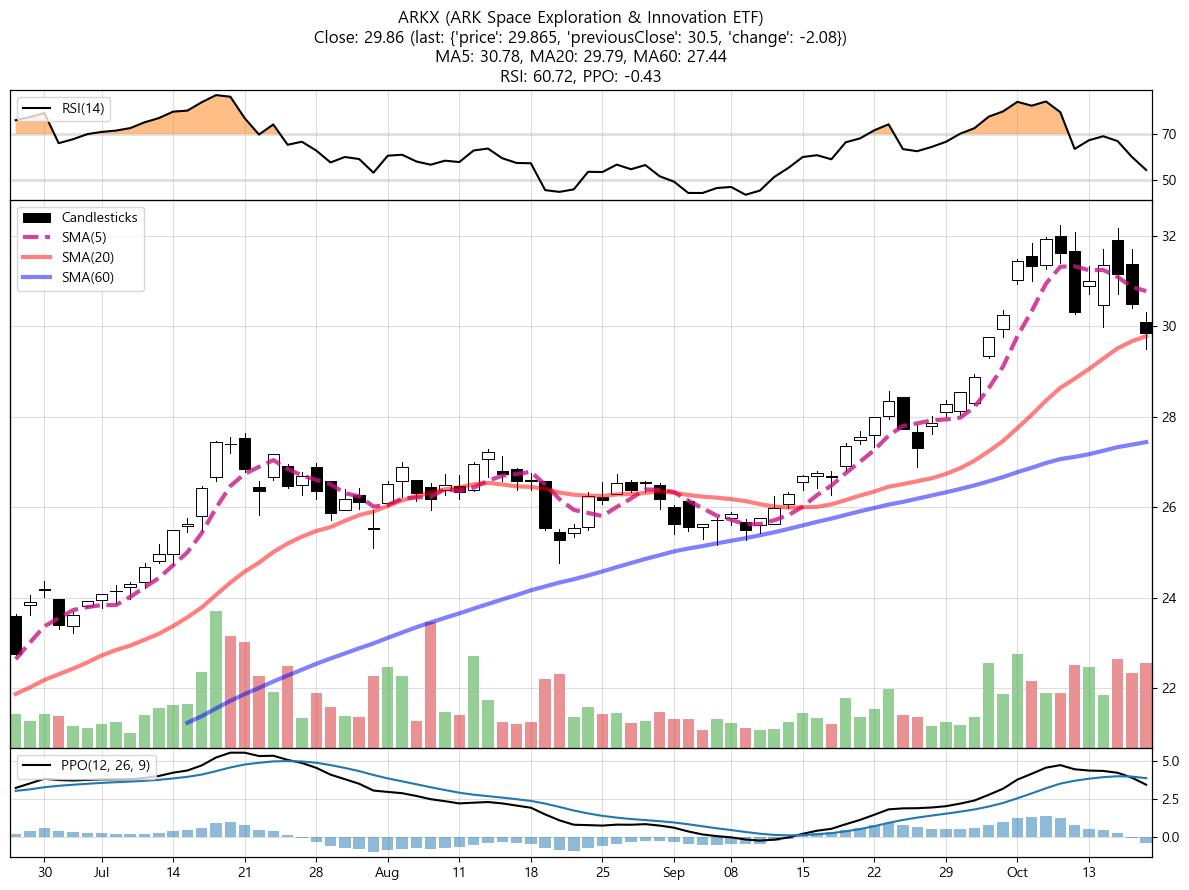 ARKX (ARK Space Exploration & Innovation ETF)
Close: 29.86 (last: {'price': 29.865, 'previousClose': 30.5, 'change': -2.08})
MA5: 30.78, MA20: 29.79, MA60: 27.44
RSI: 60.72, PPO: -0.43
RSI(14)
70
50
Candlesticks
SMA(5)
SMA(20)
SMA(60)
32
30
28
26
24
22
PPO(12, 26, 9)
5.0
2.5
0.0
30 Jul 14 21 28 Aug 11 18 25 Sep 08 15 22 29 Oct 13